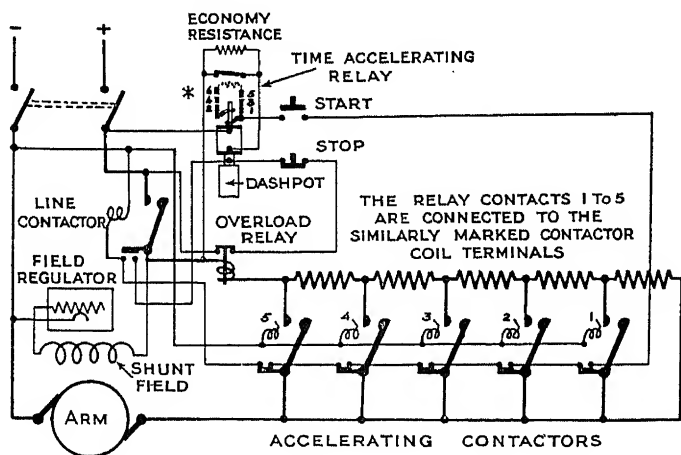 − +
ECONOMY
RESISTANCE
TIME ACCELERATING
RELAY
*
START
STOP
DASHPOT
LINE
CONTACTOR
OVERLOAD
RELAY
THE RELAY CONTACTS 1 TO 5
ARE CONNECTED TO THE
SIMILARLY MARKED CONTACTOR
COIL TERMINALS
FIELD
REGULATOR
5 4 3 2 1
SHUNT
FIELD
ARM
ACCELERATING CONTACTORS